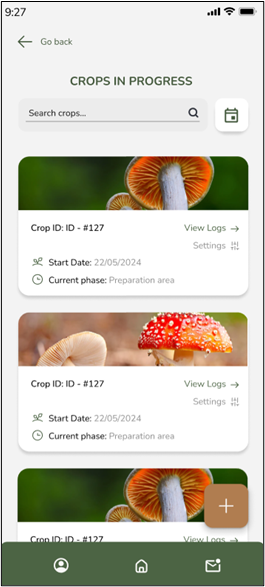 9:27
Go back
CROPS IN PROGRESS
Search crops...
Crop ID: ID - #127 View Logs
Settings
Start Date: 22/05/2024
Current phase: Preparation area
Crop ID: ID - #127 View Logs
Settings
Start Date: 22/05/2024
Current phase: Preparation area
Crop ID: ID - #127 View Logs